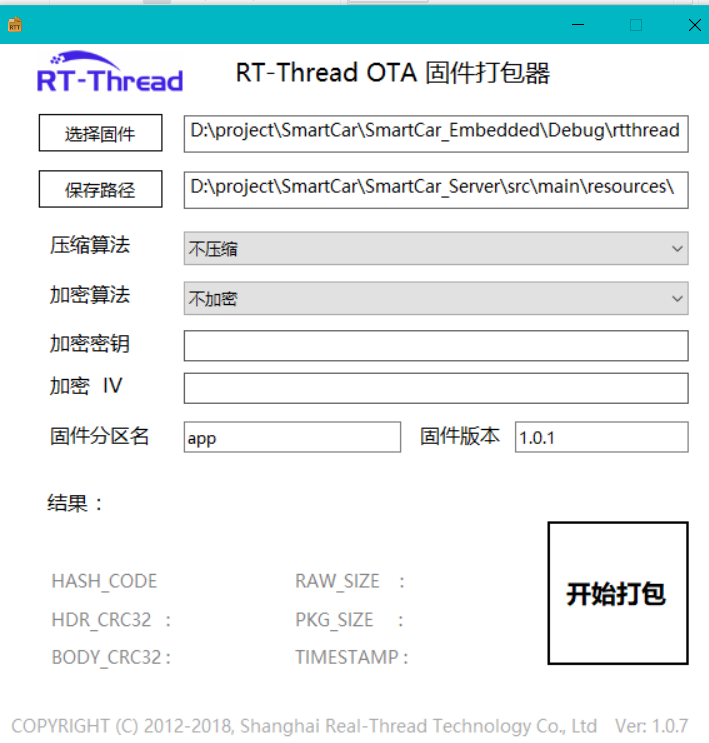 RT-Thread RT-Thread OTA 固件打包器
选择固件 D:\project\SmartCar\SmartCar_Embedded\Debug\rtthread
保存路径 D:\project\SmartCar\SmartCar_Server\src\main\resources\
压缩算法 不压缩
加密算法 不加密
加密密钥
加密 IV
固件分区名 app 固件版本 1.0.1
结果：
开始打包
HASH_CODE RAW_SIZE :
HDR_CRC32 : PKG_SIZE :
BODY_CRC32 : TIMESTAMP :
COPYRIGHT (C) 2012-2018, Shanghai Real-Thread Technology Co., Ltd Ver: 1.0.7